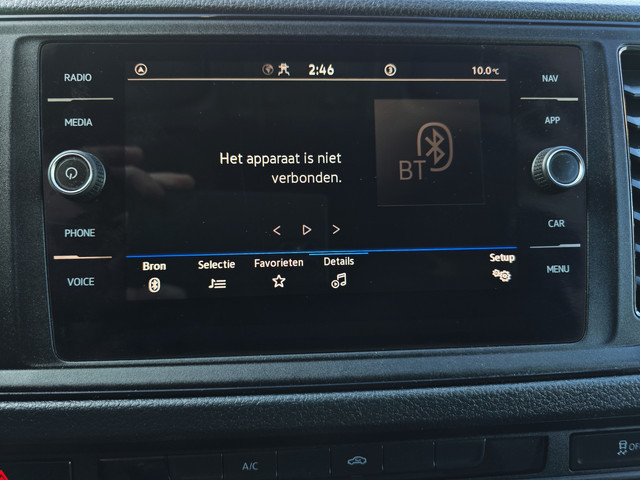 RADIO
MEDIA
PHONE
VOICE
2:46
10.0°C
Het apparaat is niet
verbonden.
BT
Bron
Selectie
Favorieten
Details
Setup
NAV
APP
CAR
MENU
A/C
OFF